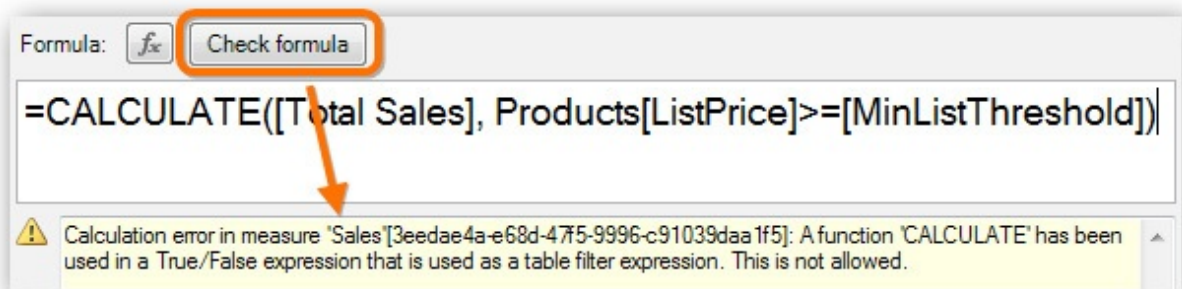 Formula: fx Check formula
=CALCULATE([Total Sales], Products[ListPrice]>=[MinListThreshold])
Calculation error in measure 'Sales'[3eedae4a-e68d-47f5-9996-c91039daa1f5]: A function 'CALCULATE' has been
used in a True/False expression that is used as a table filter expression. This is not allowed.